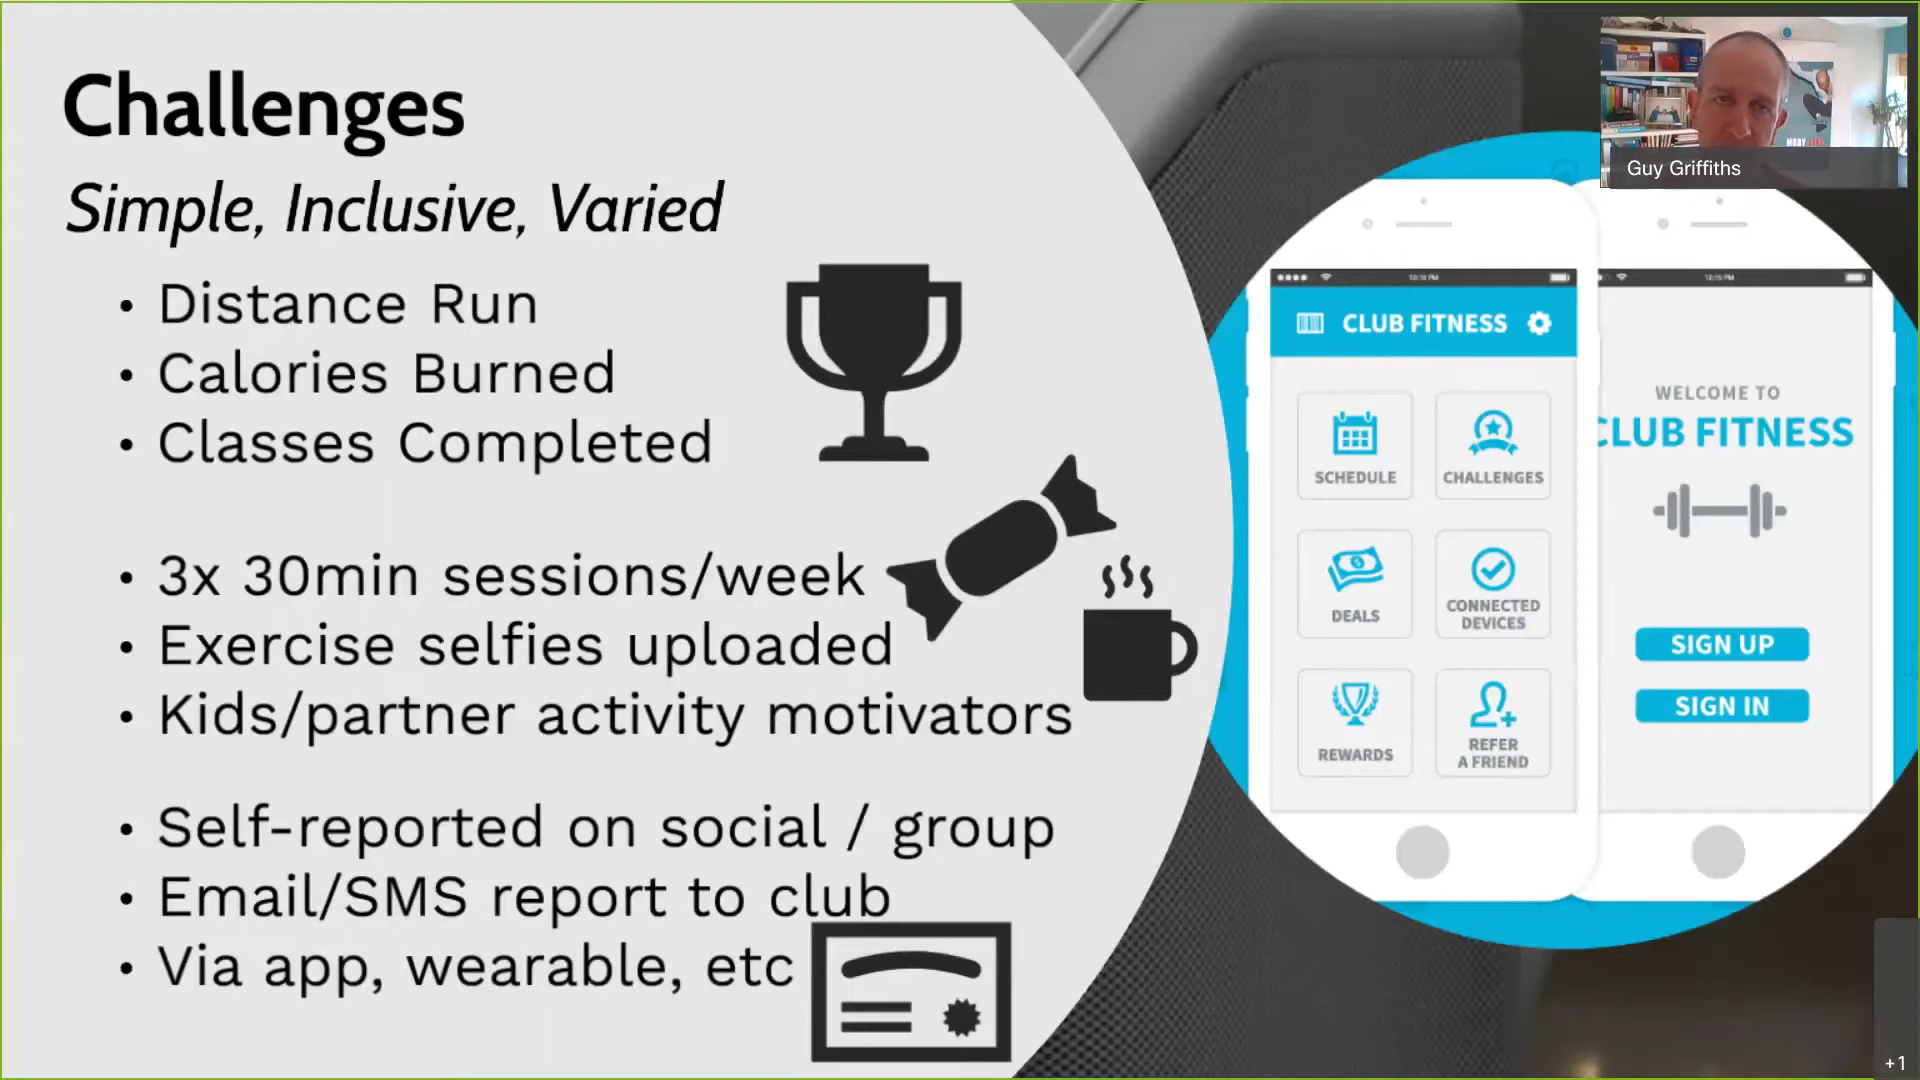 Challenges
Simple, Inclusive, Varied
• Distance Run
• Calories Burned
• Classes Completed
• 3x 30min sessions/week
• Exercise selfies uploaded
• Kids/partner activity motivators
• Self-reported on social / group
• Email/SMS report to club
• Via app, wearable, etc
CLUB FITNESS
SCHEDULE
CHALLENGES
DEALS
CONNECTED
DEVICES
REWARDS
REFER
A FRIEND
WELCOME TO
CLUB FITNESS
SIGN UP
SIGN IN
MOBY
Guy Griffiths
+1